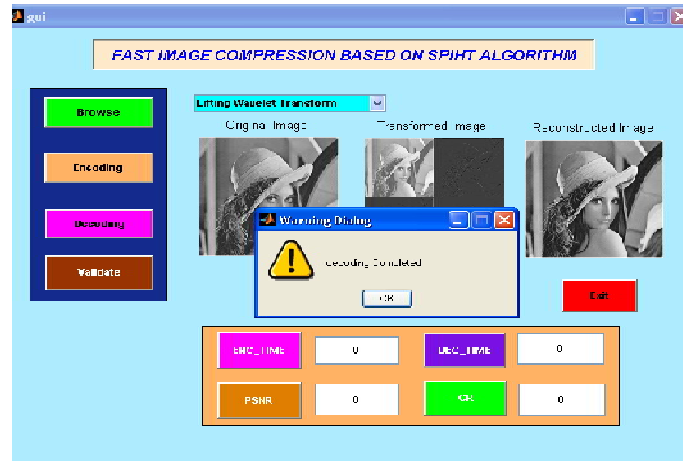 gui
FAST IMAGE COMPRESSION BASED ON SPIHT ALGORITHM
Browse
Encoding
Decoding
Validate
Lifting Wavelet Transform
Original Image
Transformed Image
Reconstructed Image
Warning Dialog
Decoding Completed
OK
Exit
ENC_TIME
0
DEC_TIME
0
PSNR
0
CR
0